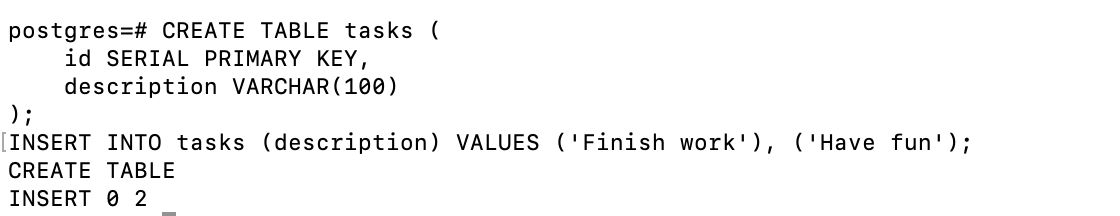 postgres=# CREATE TABLE tasks (
    id SERIAL PRIMARY KEY,
    description VARCHAR(100)
);
[INSERT INTO tasks (description) VALUES ('Finish work'), ('Have fun');
CREATE TABLE
INSERT 0 2